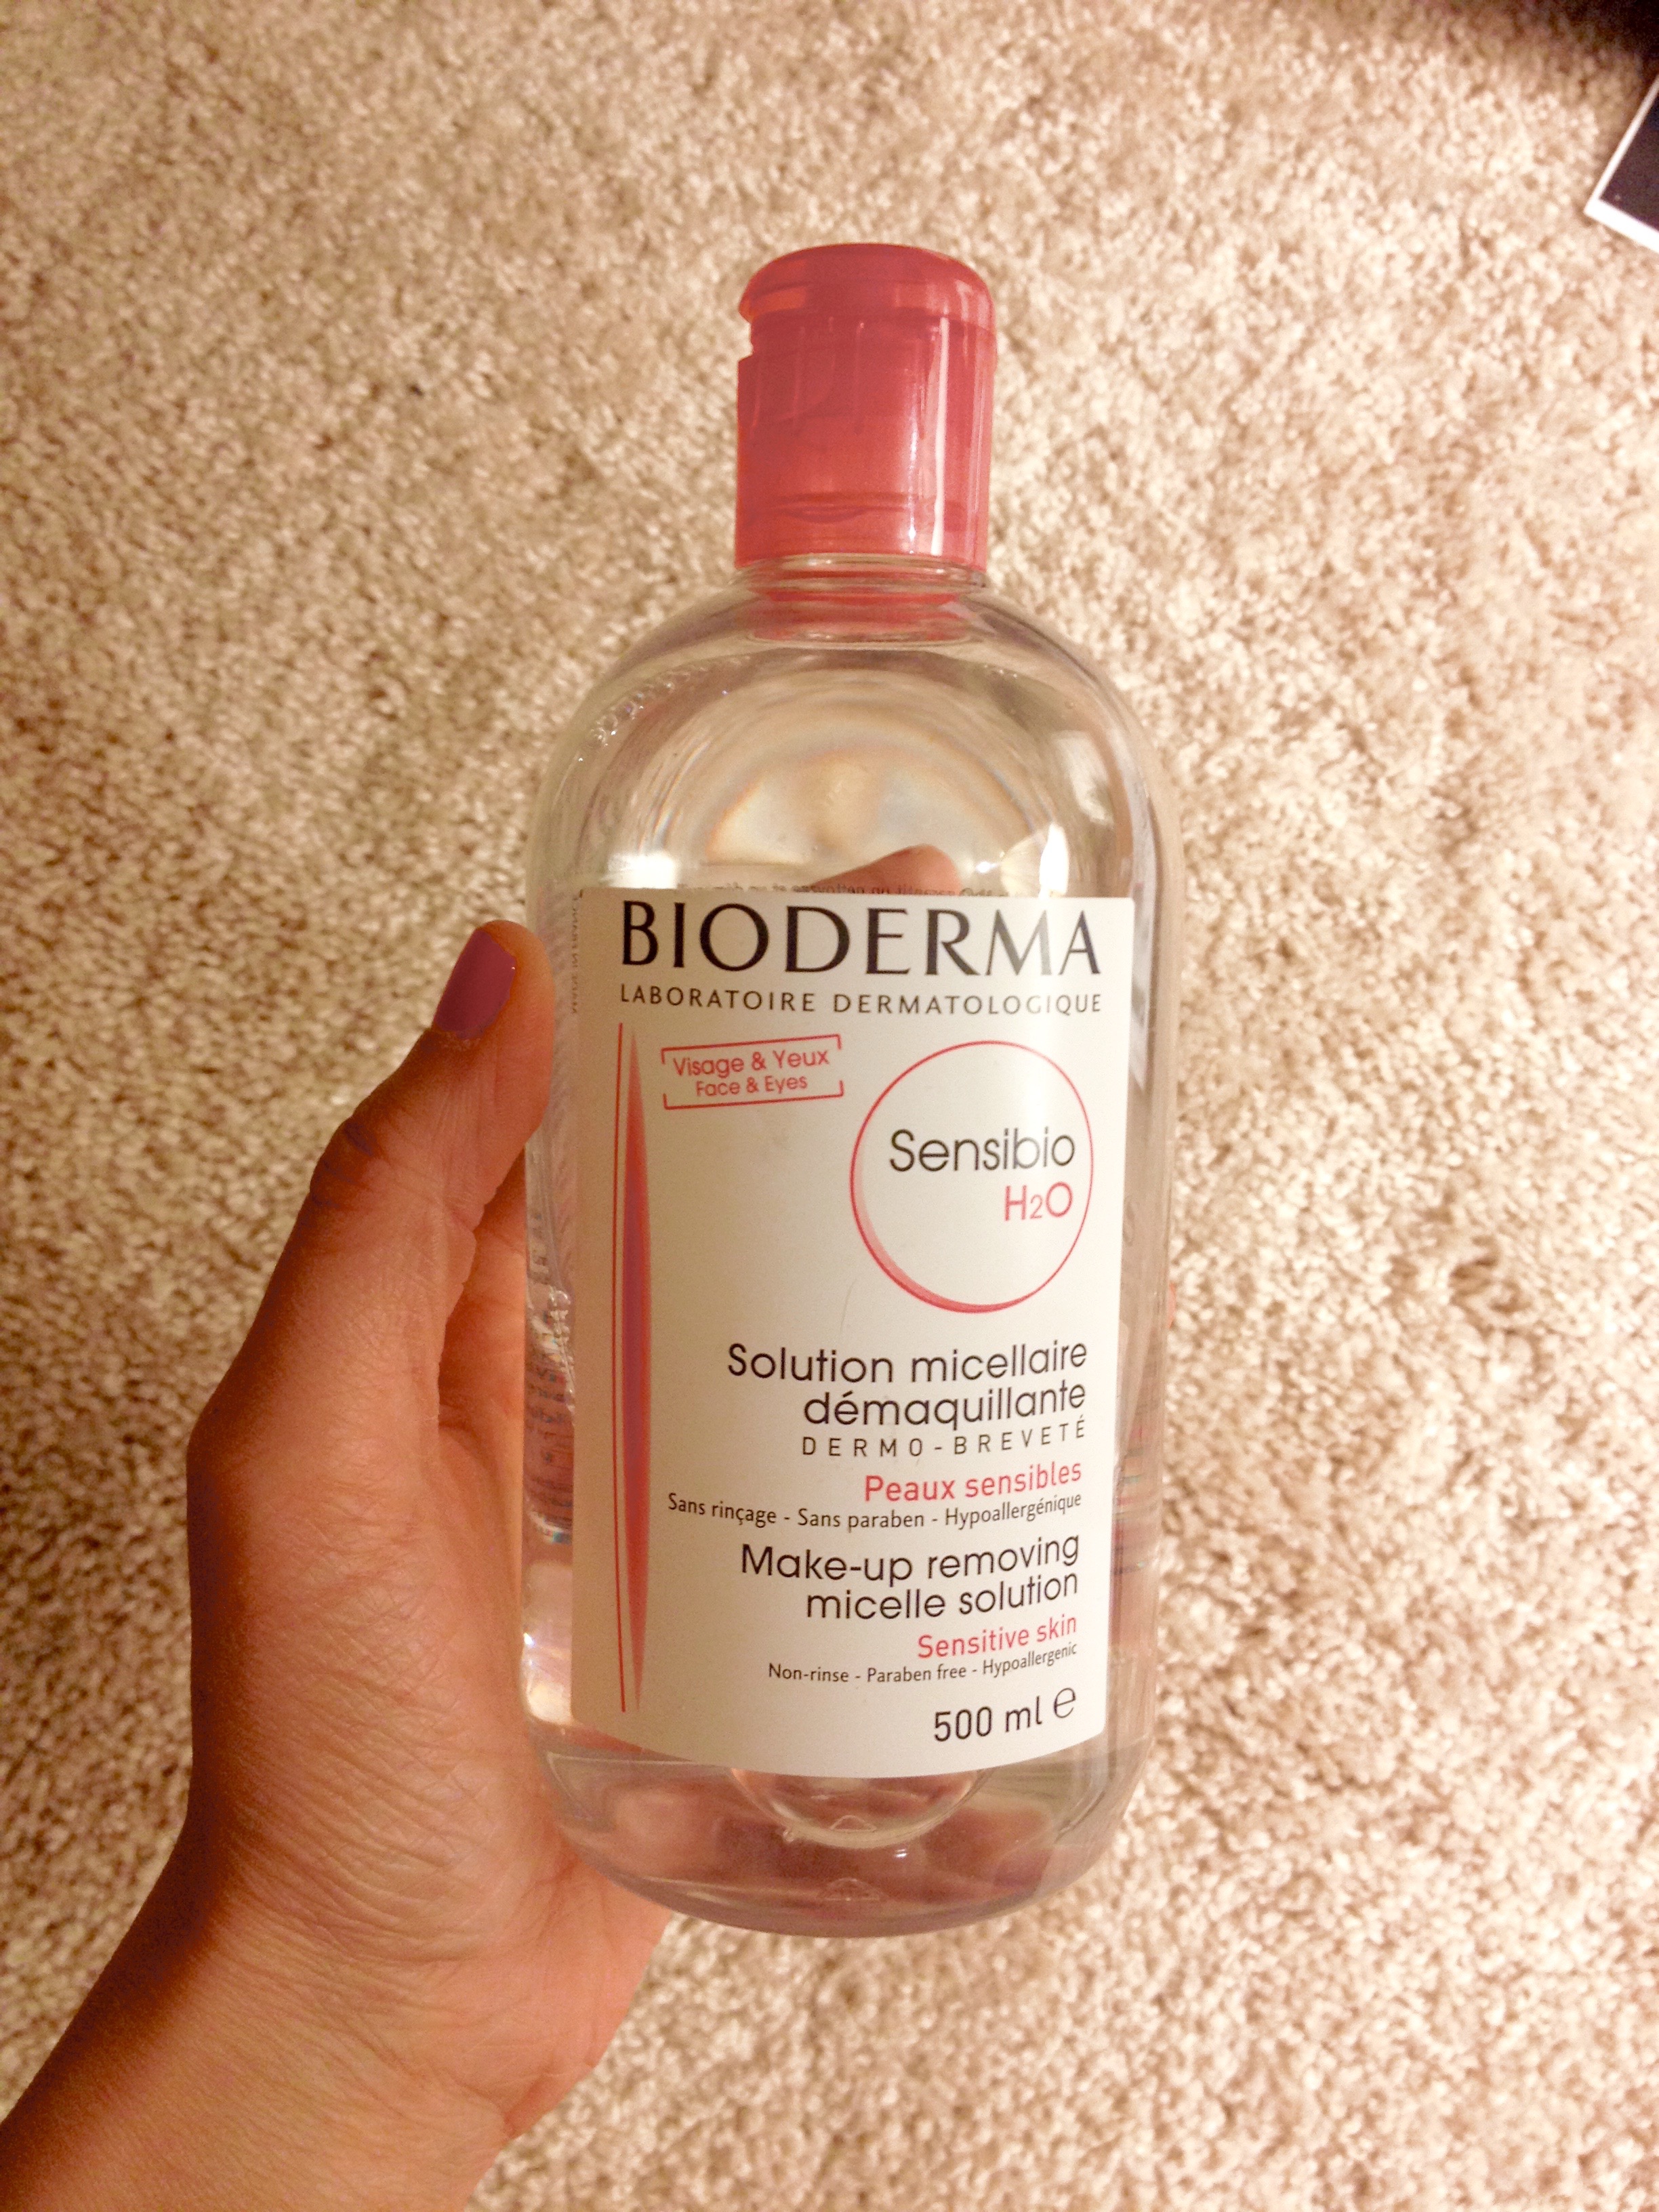 BIODERMA
LABORATOIRE DERMATOLOGIQUE
Visage & Yeux
Face & Eyes
Sensibio
H2O
Solution micellaire
démaquillante
DERMO-BREVETÉ
Peaux sensibles
Sans rinçage - Sans paraben - Hypoallergénique
Make-up removing
micelle solution
Sensitive skin
Non-rinse - Paraben free - Hypoallergenic
500 ml e